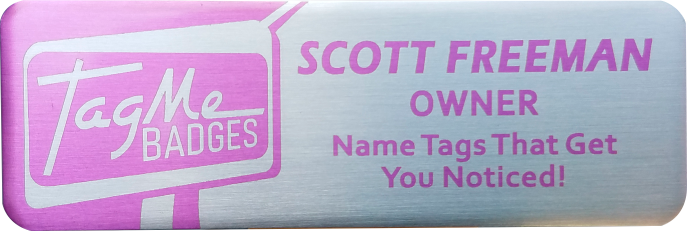 TagMe
BADGES
SCOTT FREEMAN
OWNER
Name Tags That Get
You Noticed!